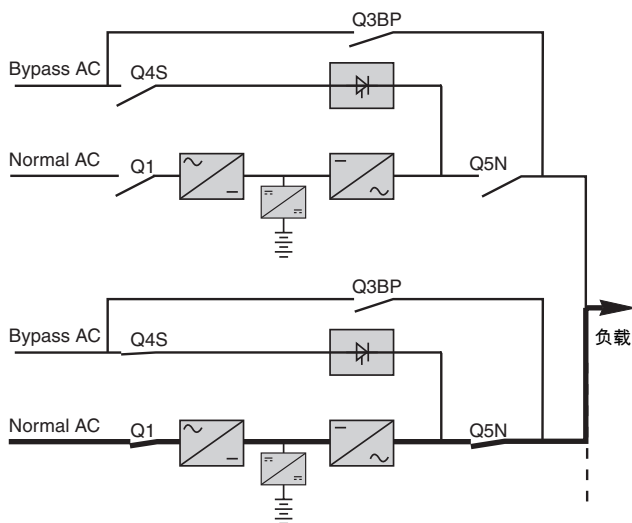 Q3BP
Bypass AC
Q4S
Normal AC
Q1
Q5N
Q3BP
Bypass AC
Q4S
负载
Normal AC
Q1
Q5N